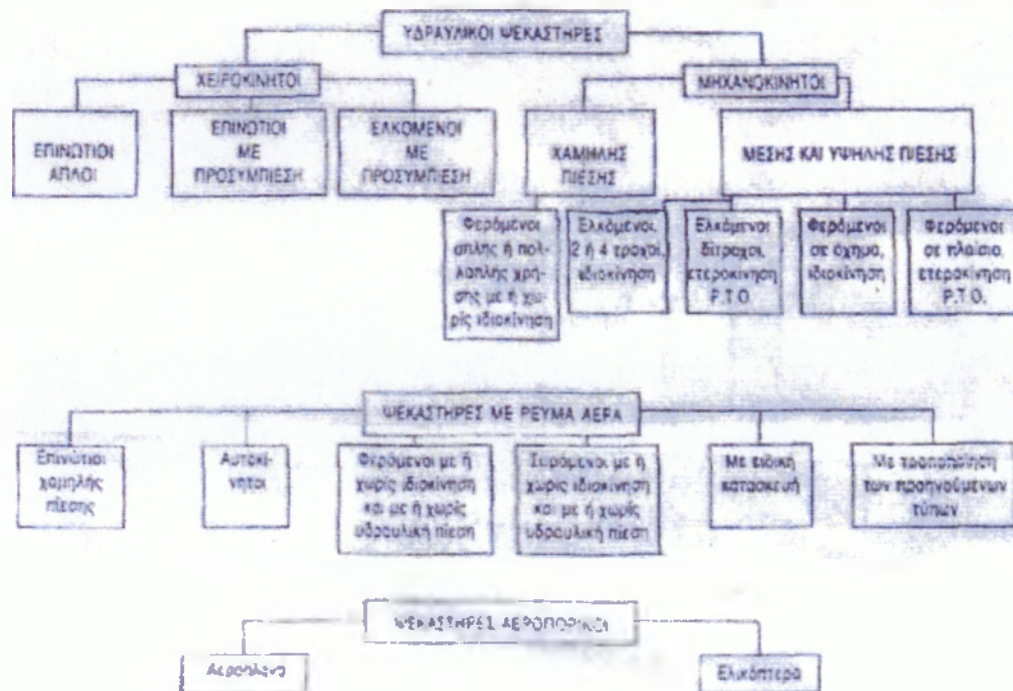 ΥΔΡΑΥΛΙΚΟΙ ΨΕΚΑΣΤΗΡΕΣ
ΧΕΙΡΟΚΙΝΗΤΟΙ
ΜΗΧΑΝΟΚΙΝΗΤΟΙ
ΕΠΙΝΩΤΙΟΙ
ΑΠΛΟΙ
ΕΠΙΝΩΤΙΟΙ
ΜΕ
ΠΡΟΣΥΜΠΙΕΣΗ
ΕΛΚΟΜΕΝΟΙ
ΜΕ
ΠΡΟΣΥΜΠΙΕΣΗ
ΧΑΜΗΛΗΣ
ΠΙΕΣΗΣ
ΜΕΣΗΣ ΚΑΙ ΥΨΗΛΗΣ ΠΙΕΣΗΣ
Φερόμενοι
απλής ή πολ-
λαπλής χρή-
σης με ή χω-
ρίς ιδιοκίνηση
Ελκόμενοι,
2 ή 4 τροχοί,
ιδιοκίνηση
Ελκόμενοι
δίτροχοι,
ετεροκίνηση
P.T.O.
Φερόμενοι
σε όχημα,
ιδιοκίνηση
Φερόμενοι
σε πλαίσιο,
ετεροκίνηση
P.T.O.
ΨΕΚΑΣΤΗΡΕΣ ΜΕ ΡΕΥΜΑ ΑΕΡΑ
Επινώτιοι
χαμηλής
πίεσης
Αυτοκί-
νητοι
Φερόμενοι με ή
χωρίς ιδιοκίνηση
και με ή χωρίς
υδραυλική πίεση
Συρόμενοι με ή
χωρίς ιδιοκίνηση
και με ή χωρίς
υδραυλική πίεση
Με ειδική
κατασκευή
Με τροποποίηση
των προηγούμενων
τύπων
ΨΕΚΑΣΤΗΡΕΣ ΑΕΡΟΠΟΡΙΚΟΙ
Αεροπλάνα
Ελικόπτερα